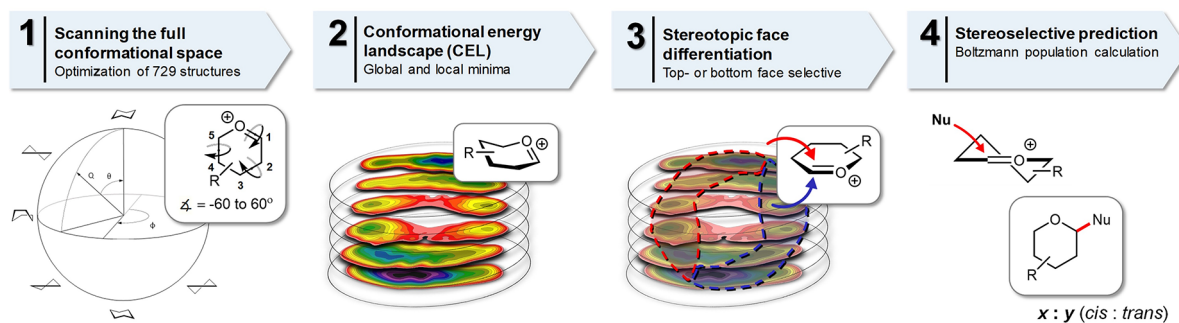 1
Scanning the full
conformational space
Optimization of 729 structures
Q
θ
ϕ
⊕
O
5
1
4
2
3
R
∡ = -60 to 60º
2
Conformational energy
landscape (CEL)
Global and local minima
R
O
⊕
3
Stereotopic face
differentiation
Top- or bottom face selective
R
O
⊕
4
Stereoselective prediction
Boltzmann population calculation
Nu
⊕
O
R
O
Nu
R
x : y (cis : trans)